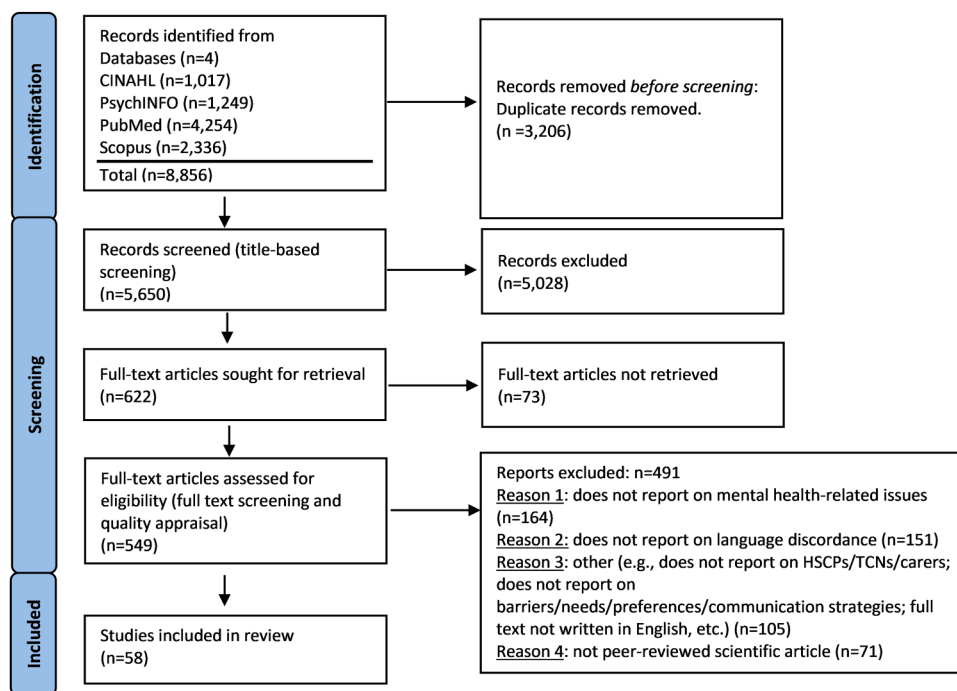 Identification
Records identified from
Databases (n=4)
CINAHL (n=1,017)
PsychINFO (n=1,249)
PubMed (n=4,254)
Scopus (n=2,336)
Total (n=8,856)
Records removed before screening:
Duplicate records removed.
(n =3,206)
Screening
Records screened (title-based
screening)
(n=5,650)
Records excluded
(n=5,028)
Full-text articles sought for retrieval
(n=622)
Full-text articles not retrieved
(n=73)
Full-text articles assessed for
eligibility (full text screening and
quality appraisal)
(n=549)
Reports excluded: n=491
Reason 1: does not report on mental health-related issues
(n=164)
Reason 2: does not report on language discordance (n=151)
Reason 3: other (e.g., does not report on HSCPs/TCNs/carers;
does not report on
barriers/needs/preferences/communication strategies; full
text not written in English, etc.) (n=105)
Reason 4: not peer-reviewed scientific article (n=71)
Included
Studies included in review
(n=58)